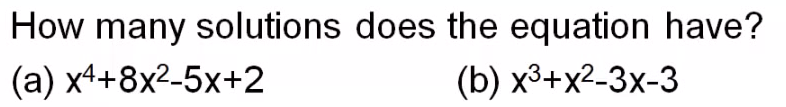 How many solutions does the equation have?
(a) x⁴+8x²-5x+2 (b) x³+x²-3x-3